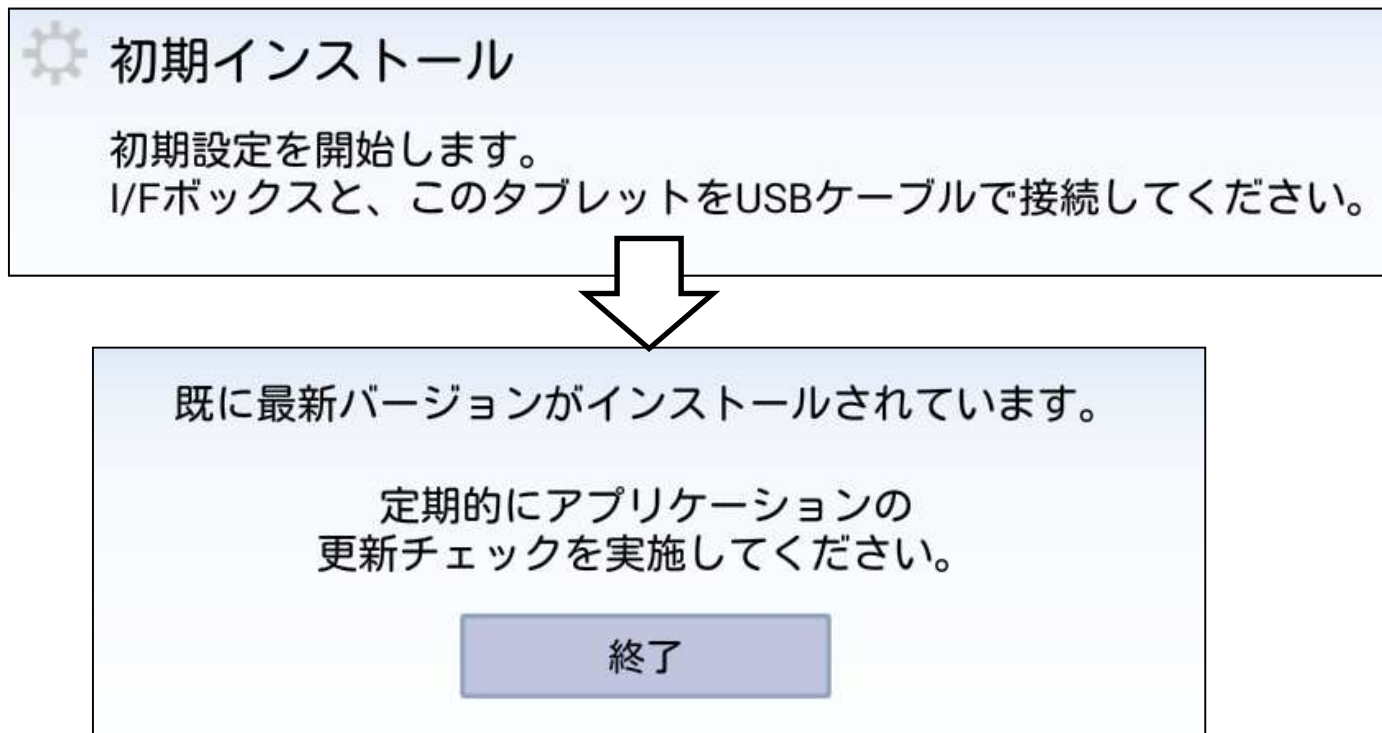 初期インストール
初期設定を開始します。
I/Fボックスと、このタブレットをUSBケーブルで接続してください。
既に最新バージョンがインストールされています。
定期的にアプリケーションの
更新チェックを実施してください。
終了